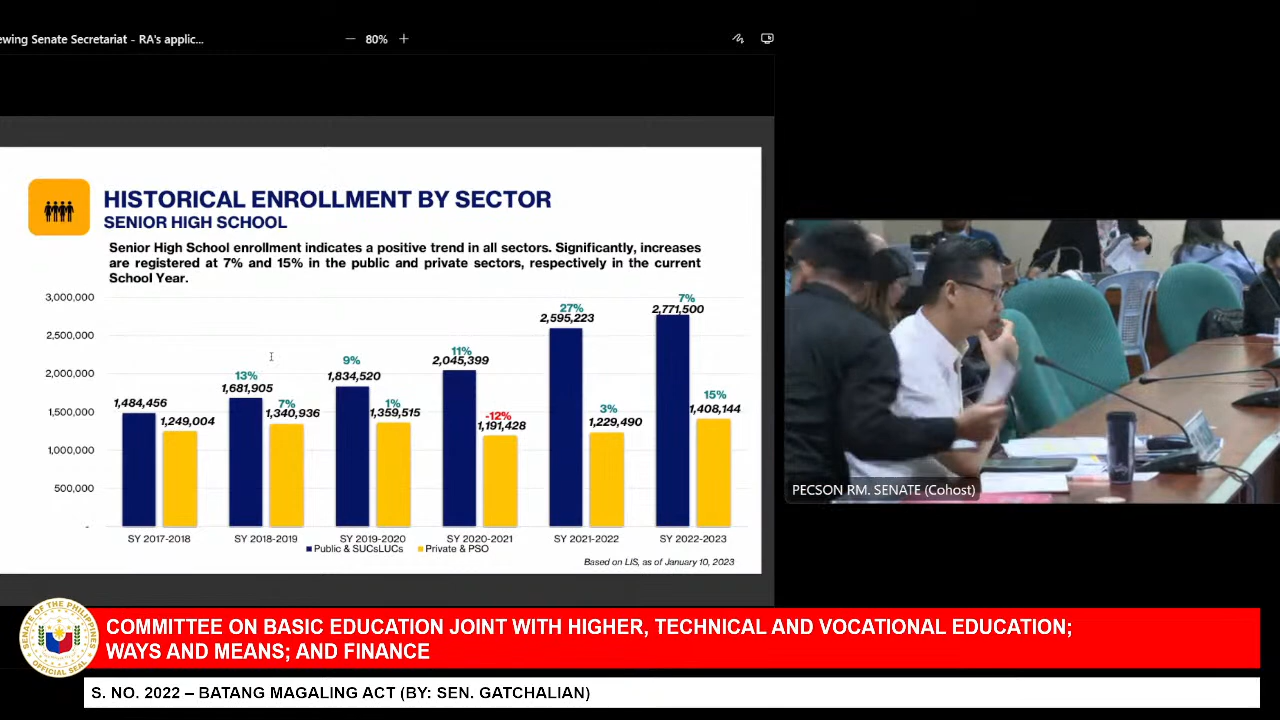 ewing Senate Secretariat - RA's applic...
80%
HISTORICAL ENROLLMENT BY SECTOR
SENIOR HIGH SCHOOL
Senior High School enrollment indicates a positive trend in all sectors. Significantly, increases
are registered at 7% and 15% in the public and private sectors, respectively in the current
School Year.
3,000,000
2,500,000
2,000,000
1,500,000
1,000,000
500,000
-
1,484,456
1,249,004
13%
1,681,905
7%
1,340,936
9%
1,834,520
1%
1,359,515
11%
2,045,399
-12%
1,191,428
27%
2,595,223
3%
1,229,490
7%
2,771,500
15%
1,408,144
SY 2017-2018
SY 2018-2019
SY 2019-2020
SY 2020-2021
SY 2021-2022
SY 2022-2023
Public & SUCsLUCs
Private & PSO
Based on LIS, as of January 10, 2023
PECSON RM. SENATE (Cohost)
SENATE OF THE PHILIPPINES
OFFICIAL SEAL
COMMITTEE ON BASIC EDUCATION JOINT WITH HIGHER, TECHNICAL AND VOCATIONAL EDUCATION;
WAYS AND MEANS; AND FINANCE
S. NO. 2022 – BATANG MAGALING ACT (BY: SEN. GATCHALIAN)